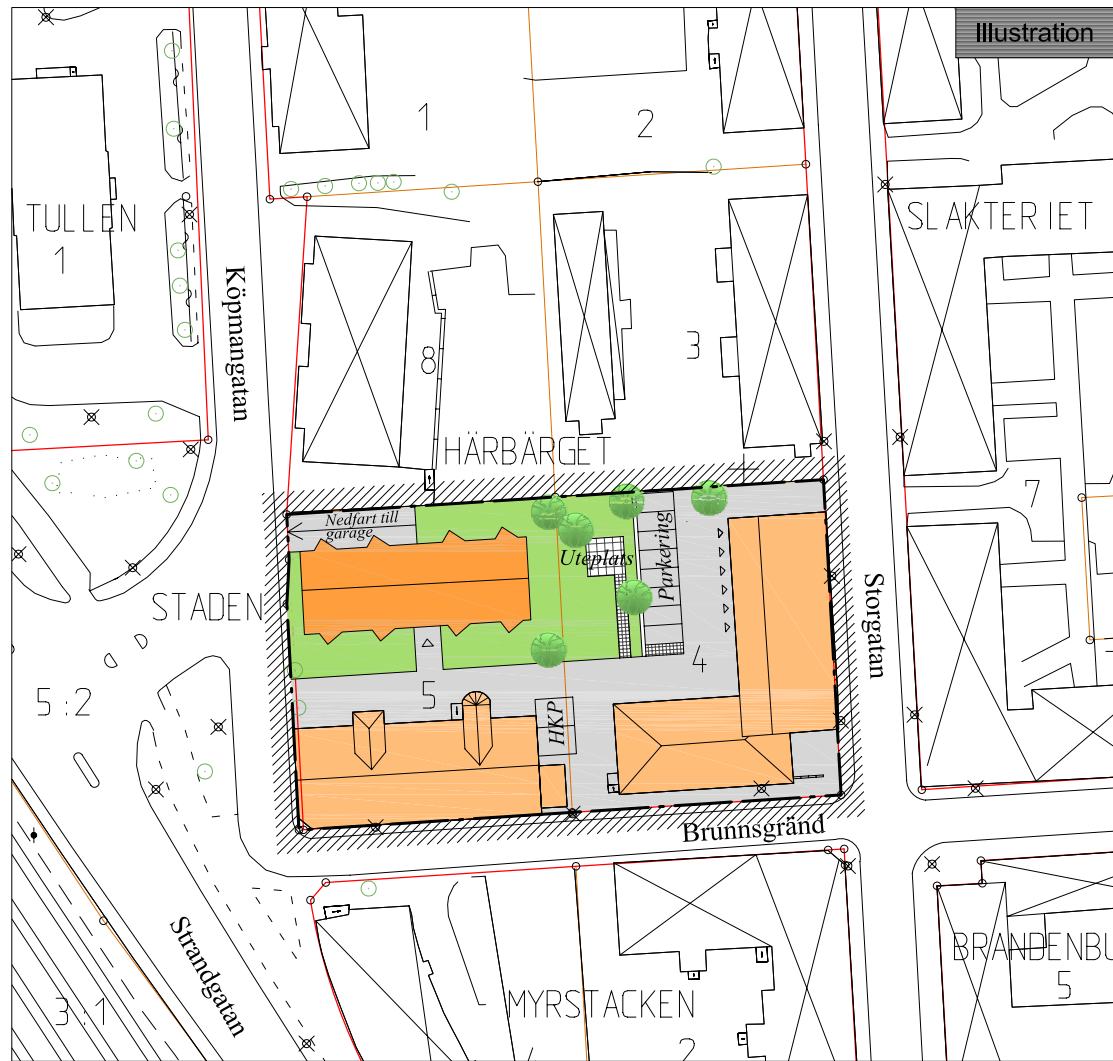 Illustration
1
2
TULLEN
1
SLAKTERIET
Köpmangatan
8
3
HÄRBÄRGET
7
Nedfart till
garage
Uteplats
Parkering
STADEN
Storgatan
4
5:2
5
HKP
Brunnsgränd
Strandgatan
BRANDENBU
5
MYRSTACKEN
3:1
2